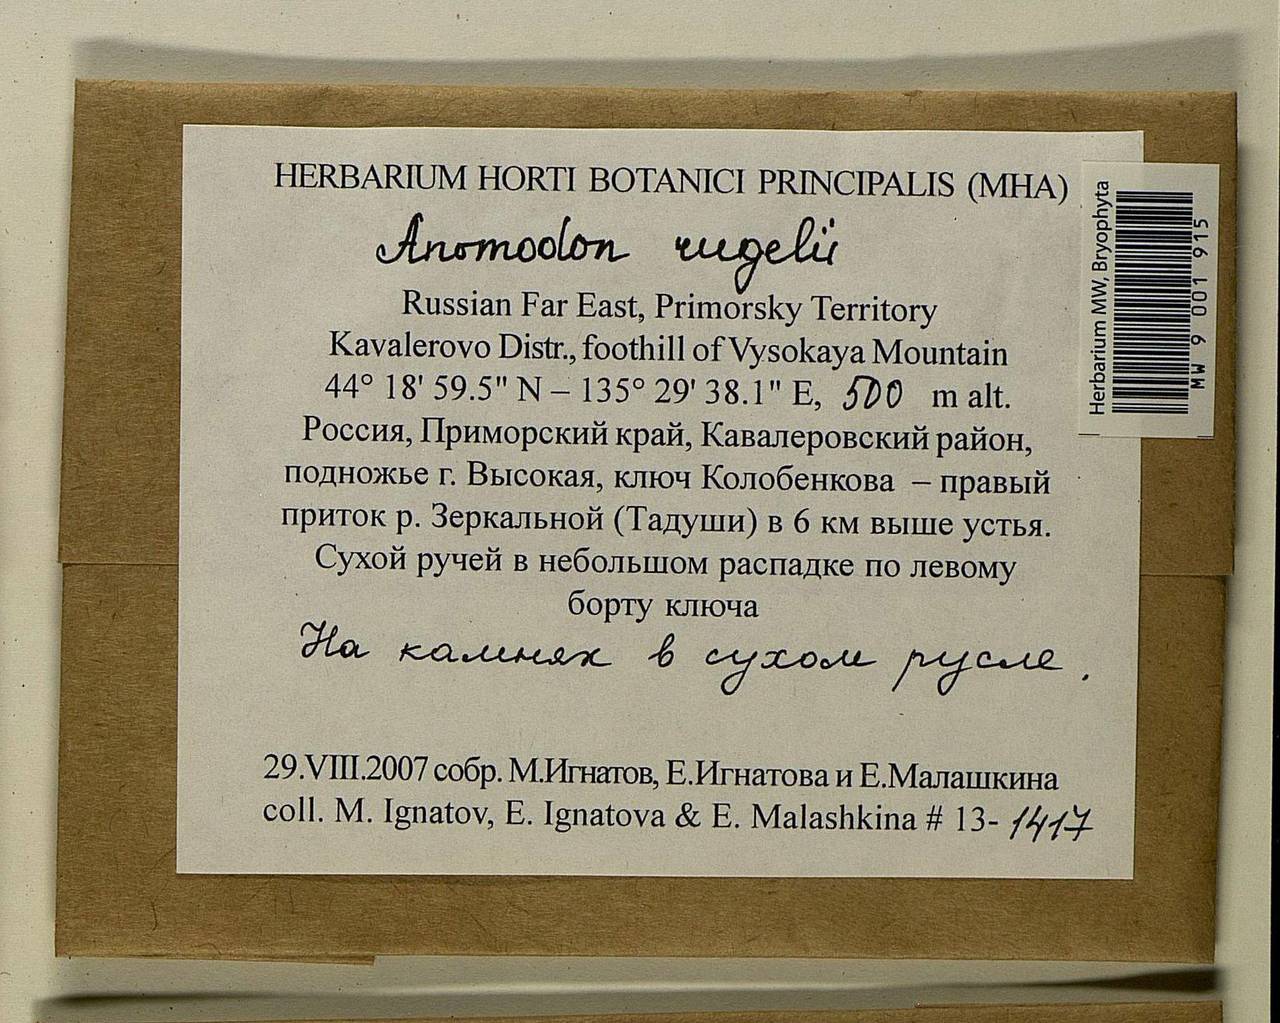 HERBARIUM HORTI BOTANICI PRINCIPALIS (MHA)
Anomodon rugelii
Russian Far East, Primorsky Territory
Kavalerovo Distr., foothill of Vysokaya Mountain
44° 18' 59.5" N – 135° 29' 38.1" E, 500 m alt.
Россия, Приморский край, Кавалеровский район,
подножье г. Высокая, ключ Колобенкова – правый
приток р. Зеркальной (Тадуши) в 6 км выше устья.
Сухой ручей в небольшом распадке по левому
борту ключа
На камнях в сухом русле.
29.VIII.2007 собр. М.Игнатов, Е.Игнатова и Е.Малашкина
coll. M. Ignatov, E. Ignatova & E. Malashkina # 13- 1417
Herbarium MW, Bryophyta
MW 9 001 915